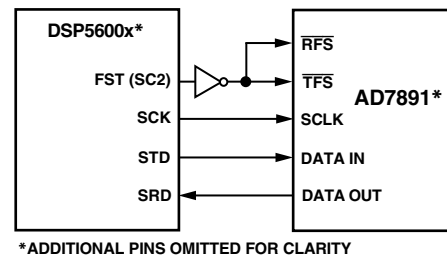 DSP5600x*
FST (SC2)
SCK
STD
SRD
RFS
TFS
SCLK
DATA IN
DATA OUT
AD7891*
*ADDITIONAL PINS OMITTED FOR CLARITY